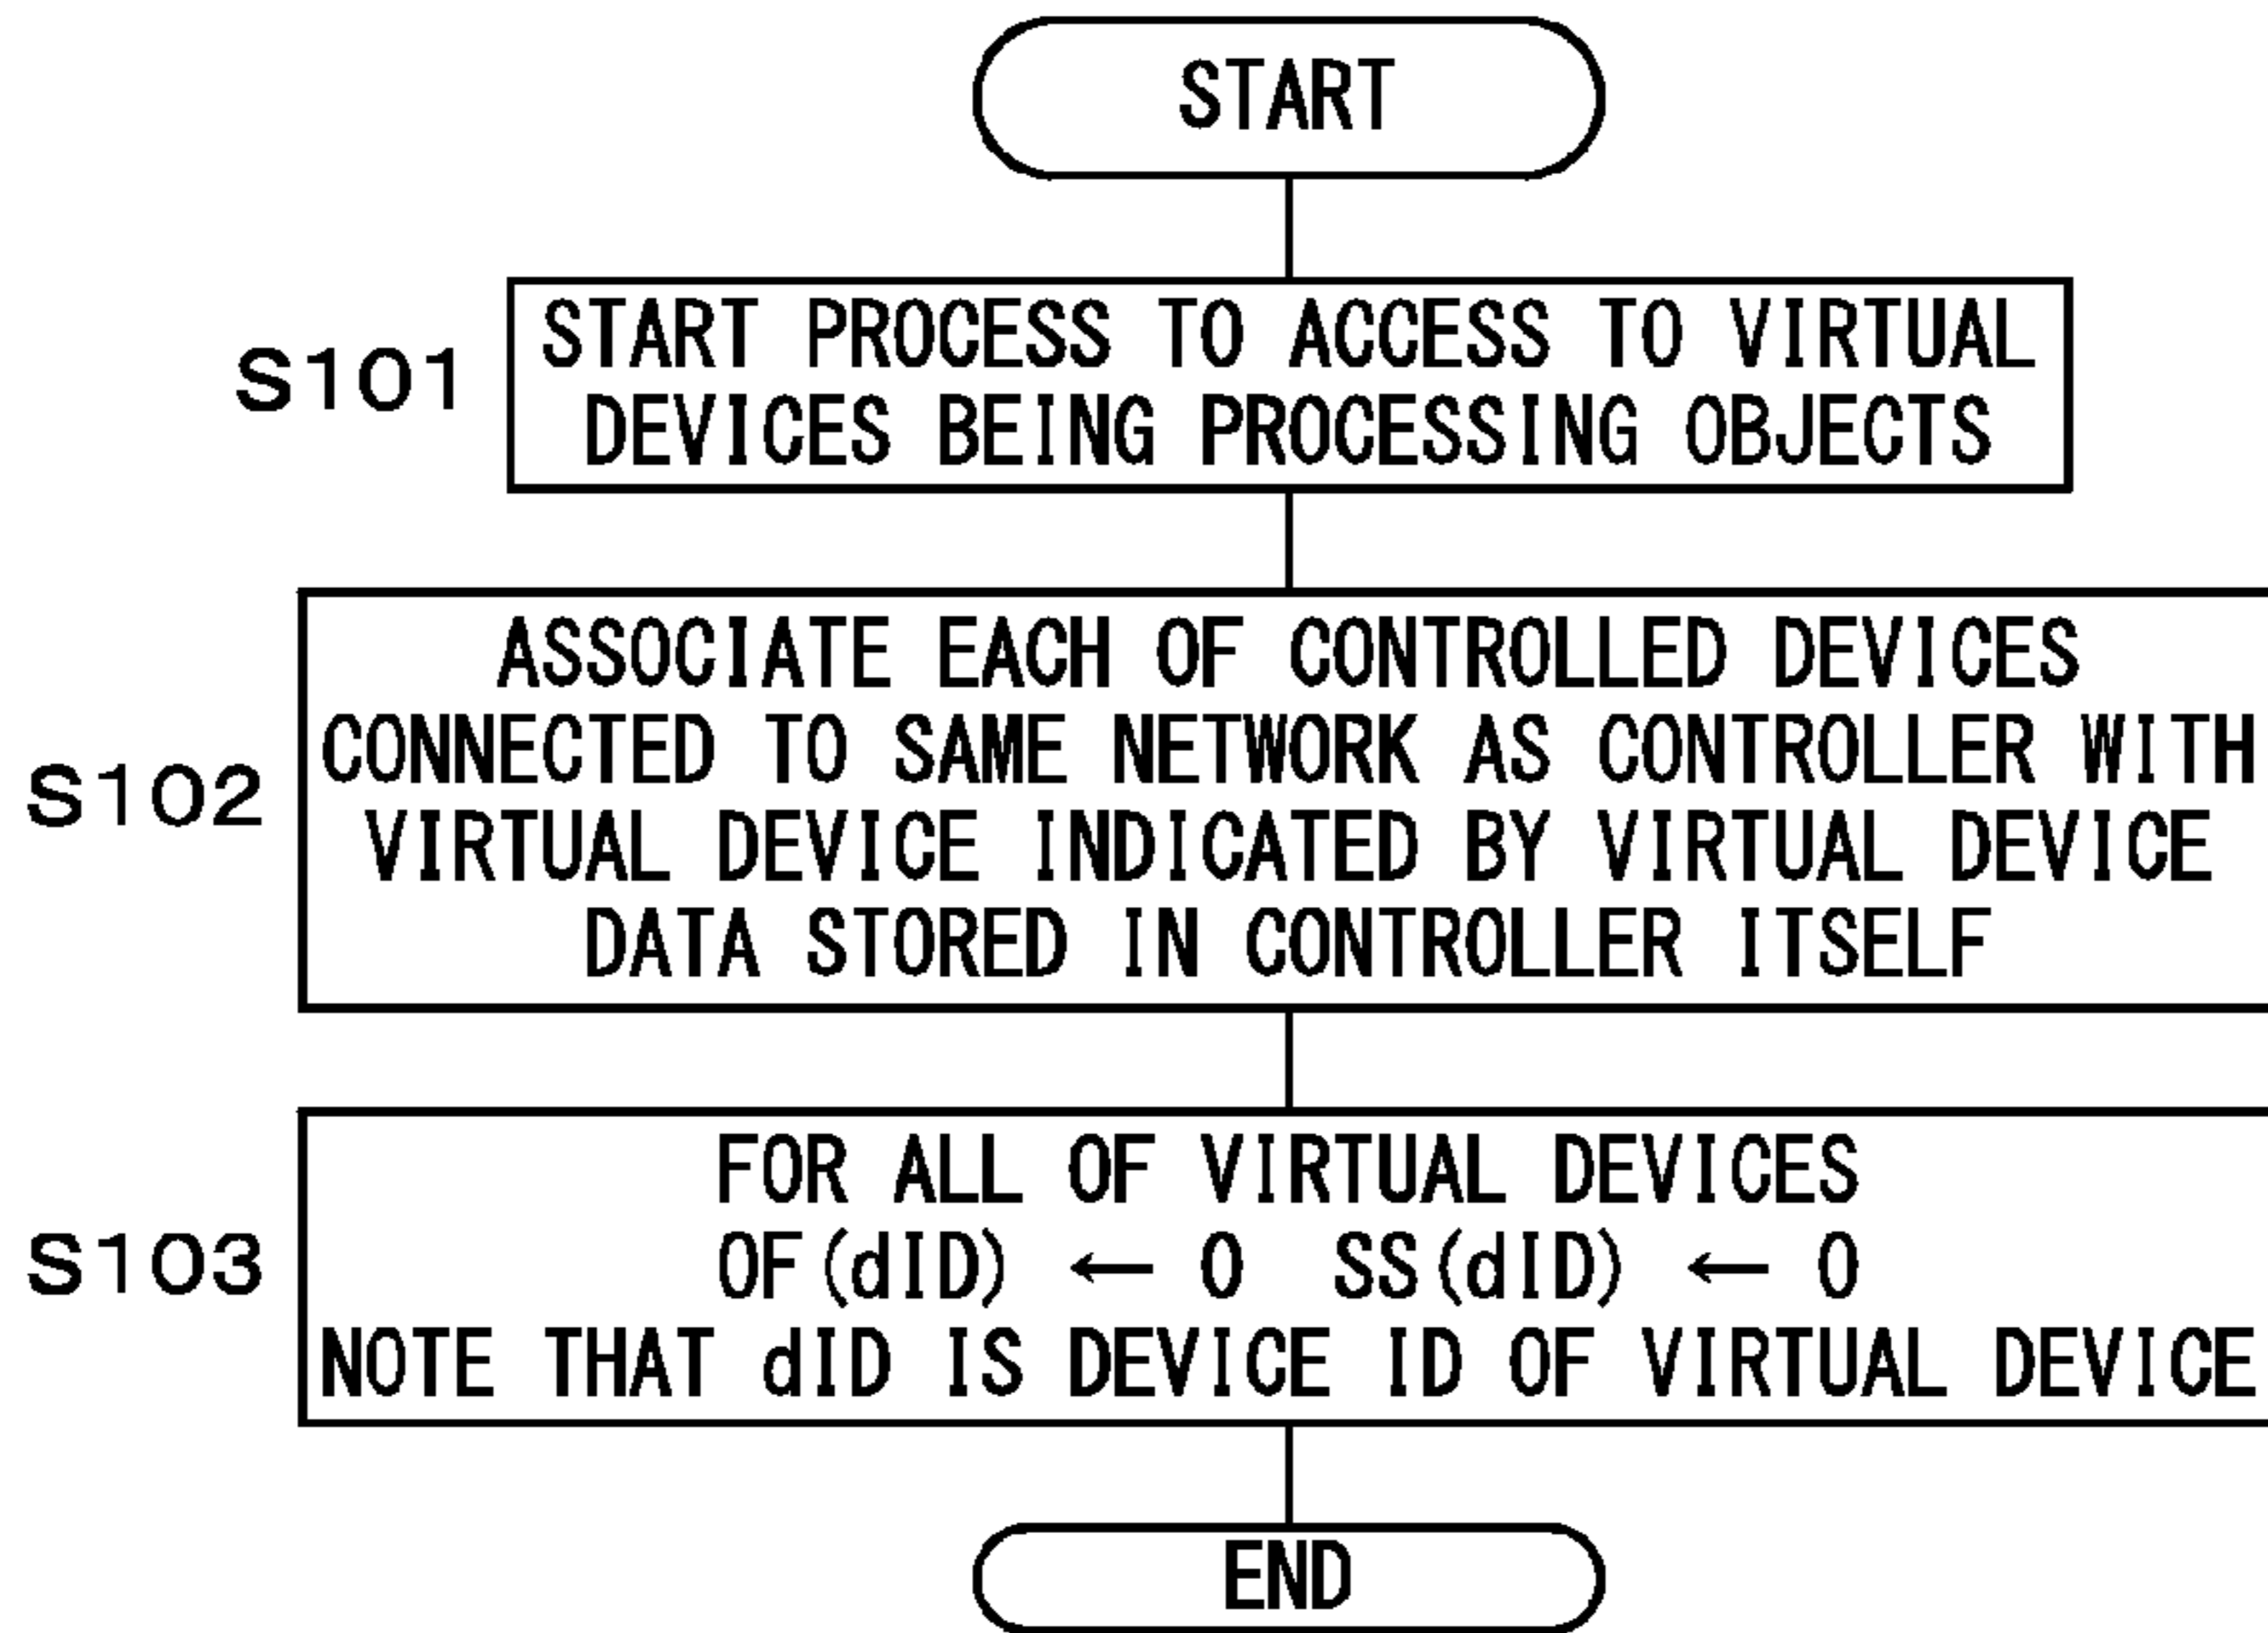 START
S101
START PROCESS TO ACCESS TO VIRTUAL
DEVICES BEING PROCESSING OBJECTS
S102
ASSOCIATE EACH OF CONTROLLED DEVICES
CONNECTED TO SAME NETWORK AS CONTROLLER WITH
VIRTUAL DEVICE INDICATED BY VIRTUAL DEVICE
DATA STORED IN CONTROLLER ITSELF
S103
FOR ALL OF VIRTUAL DEVICES
OF(dID) ← 0 SS(dID) ← 0
NOTE THAT dID IS DEVICE ID OF VIRTUAL DEVICE
END